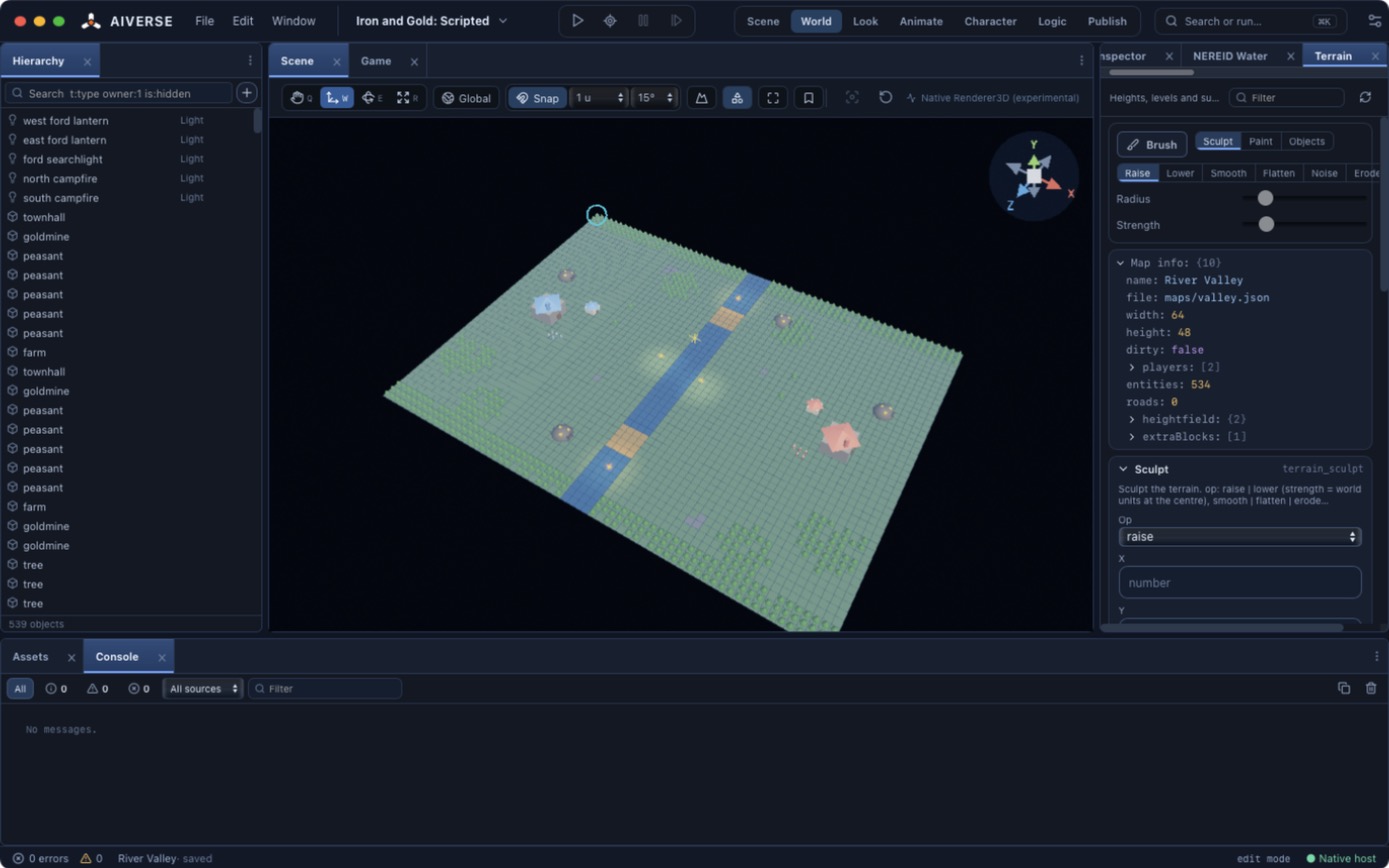 AIVERSE File Edit Window Iron and Gold: Scripted Scene World Look Animate Character Logic Publish Search or run... ⌘K
Hierarchy
Search t:type owner:1 is:hidden
west ford lantern Light
east ford lantern Light
ford searchlight Light
north campfire Light
south campfire Light
townhall
goldmine
peasant
peasant
peasant
peasant
peasant
farm
townhall
goldmine
peasant
peasant
peasant
peasant
peasant
farm
goldmine
goldmine
tree
tree
tree
539 objects
Scene Game
Q W E R Global Snap 1 u 15° Native Renderer3D (experimental)
Y
X
Z
nspector NEREID Water Terrain
Heights, levels and su... Filter
Brush Sculpt Paint Objects
Raise Lower Smooth Flatten Noise Erode
Radius
Strength
Map info: {10}
name: River Valley
file: maps/valley.json
width: 64
height: 48
dirty: false
players: [2]
entities: 534
roads: 0
heightfield: {2}
extraBlocks: [1]
Sculpt terrain_sculpt
Sculpt the terrain. op: raise | lower (strength = world
units at the centre), smooth | flatten | erode...
Op
raise
X
number
Y
Assets Console
All 0 0 0 All sources Filter
No messages.
0 errors 0 River Valley · saved edit mode Native host